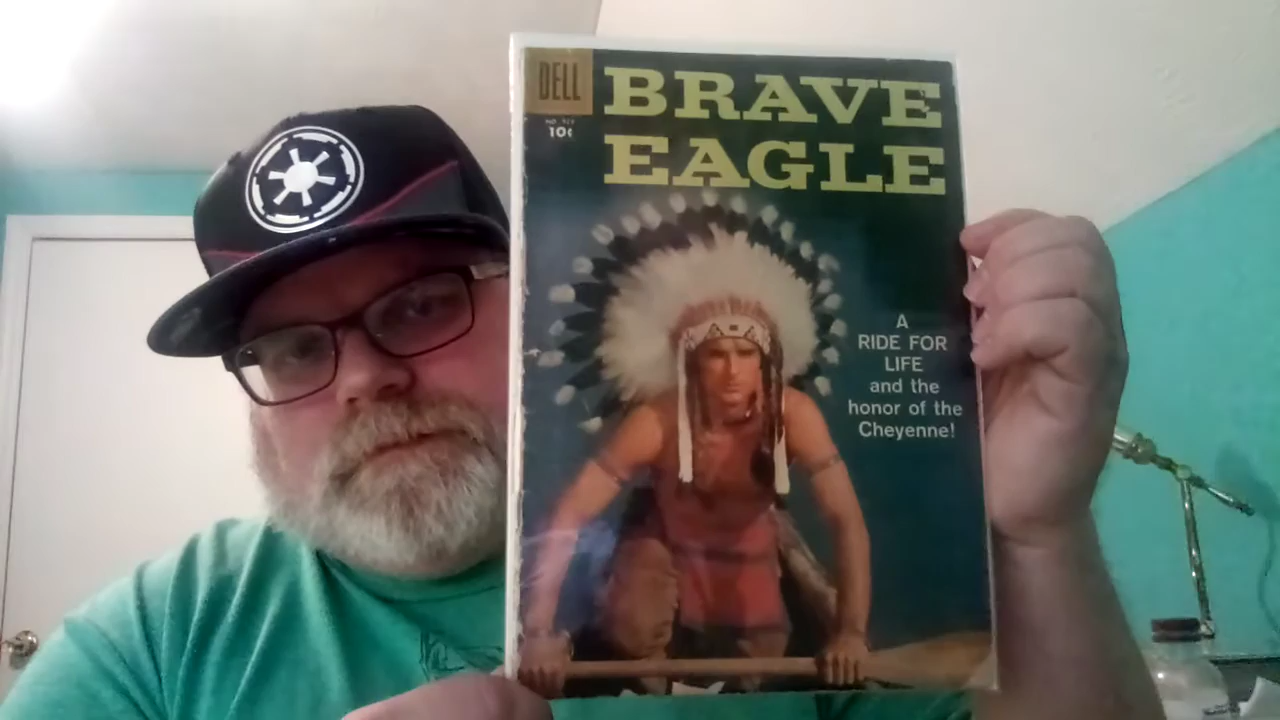 DELL
BRAVE
EAGLE
10¢
A
RIDE FOR
LIFE
and the
honor of the
Cheyenne!